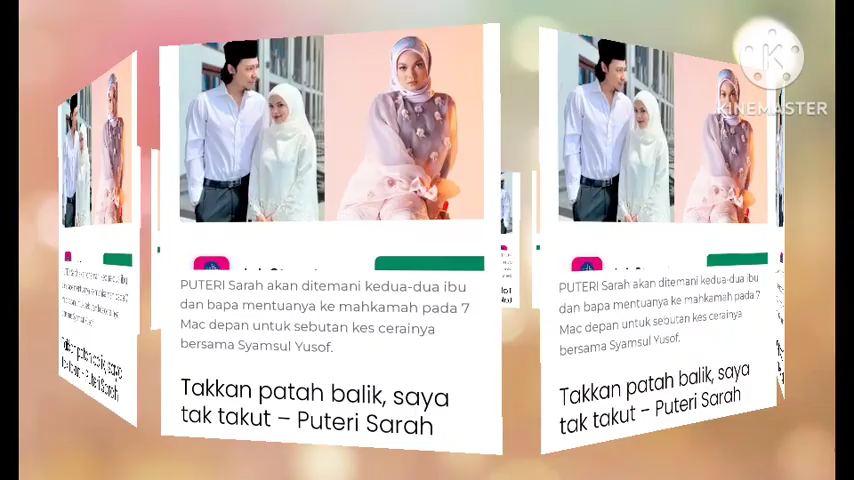 KINEMASTER
PUTERI Sarah akan ditemani kedua-dua ibu
dan bapa mentuanya ke mahkamah pada 7
Mac depan untuk sebutan kes cerainya
bersama Syamsul Yusof.
Takkan patah balik, saya
tak takut – Puteri Sarah
PUTERI Sarah akan ditemani kedua-dua ibu
dan bapa mentuanya ke mahkamah pada 7
Mac depan untuk sebutan kes cerainya
bersama Syamsul Yusof.
Takkan patah balik, saya
tak takut – Puteri Sarah